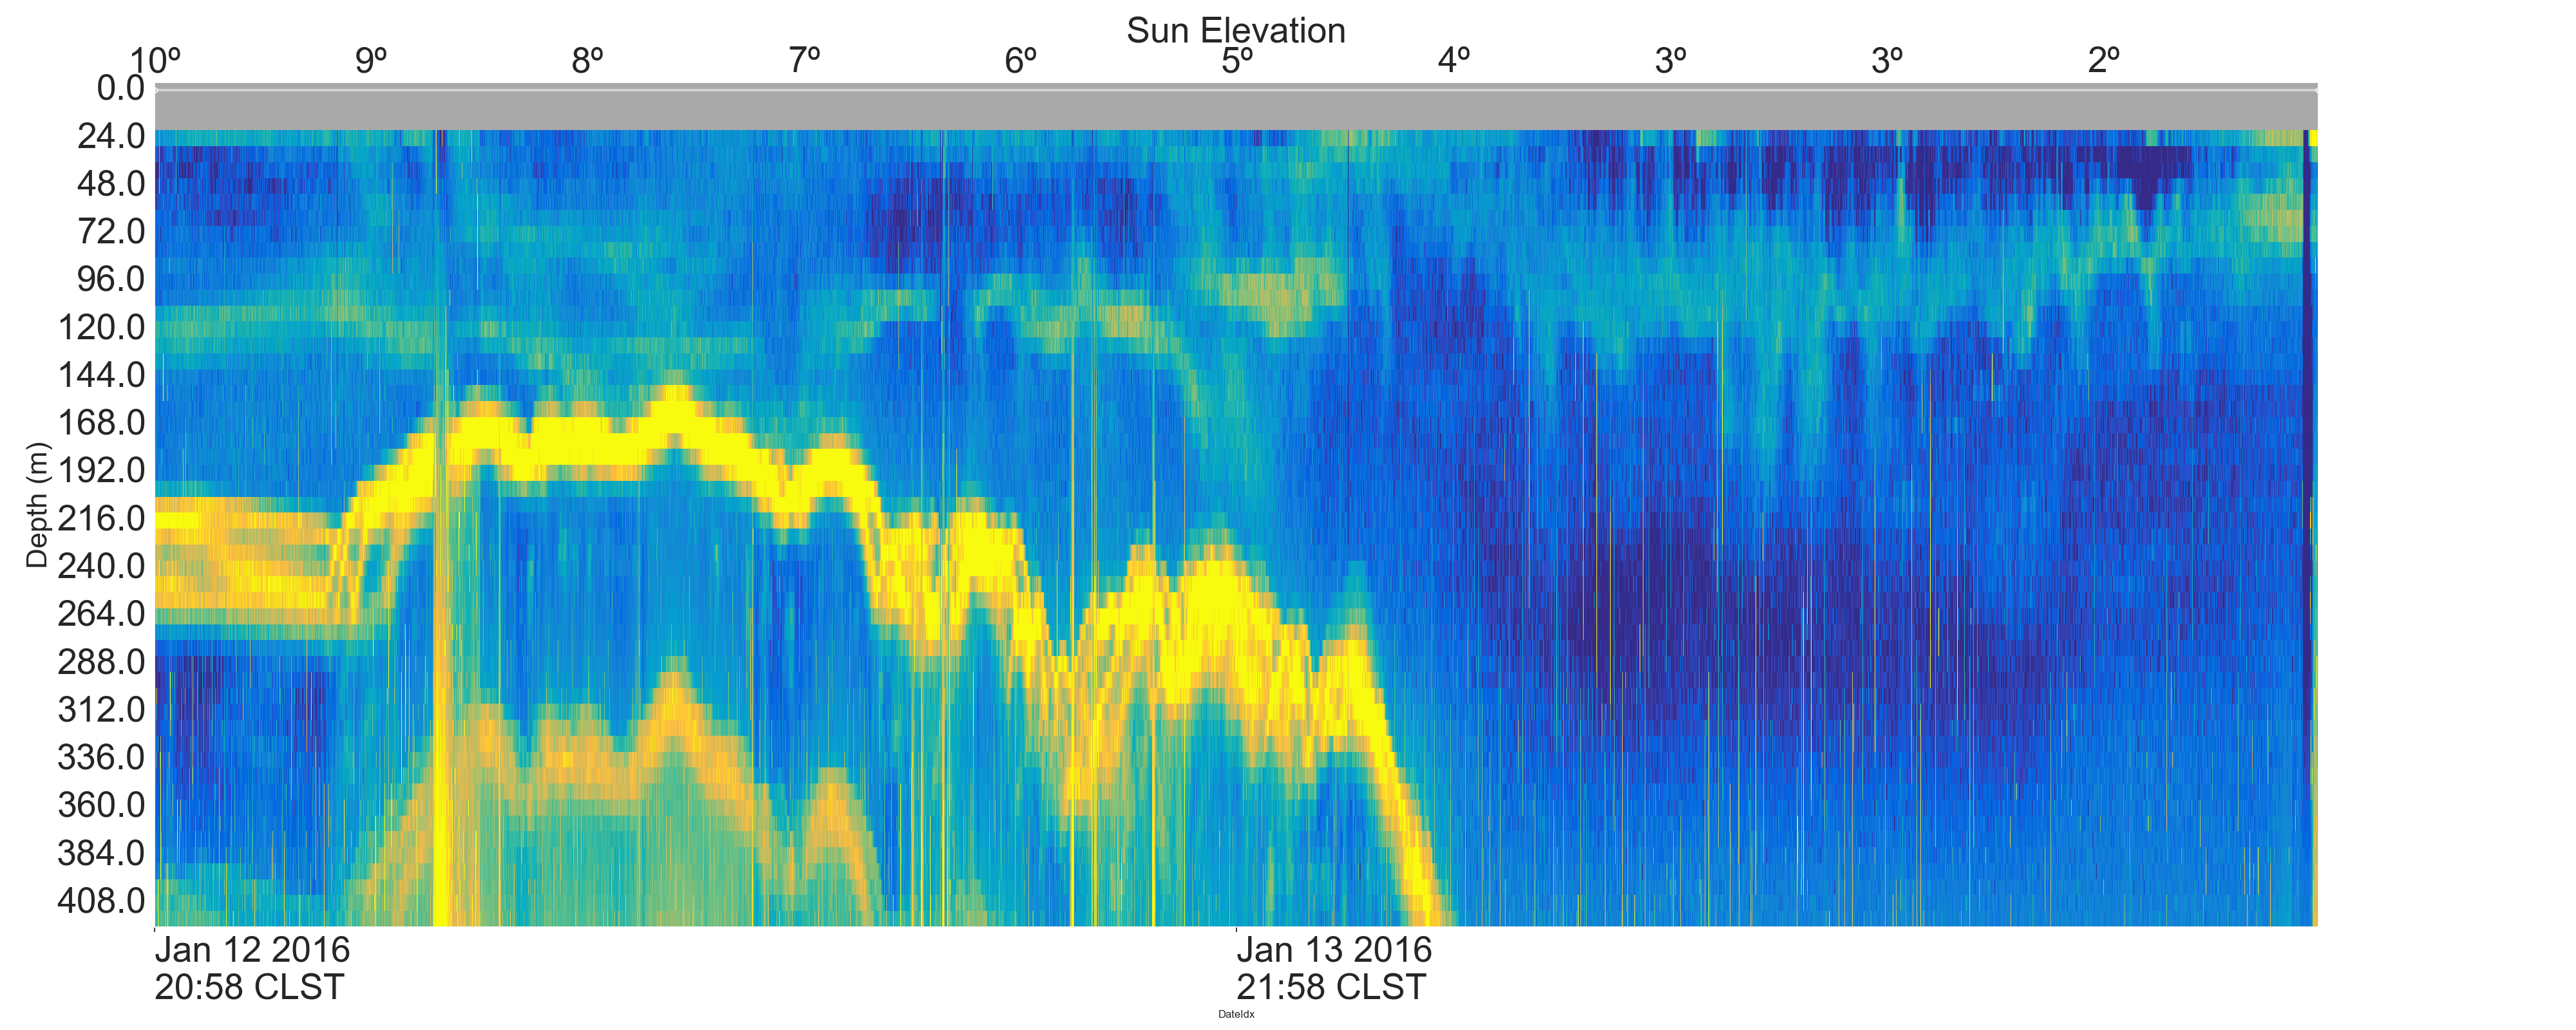 Sun Elevation
10º 9º 8º 7º 6º 5º 4º 3º 3º 2º
0.0
24.0
48.0
72.0
96.0
120.0
144.0
168.0
192.0
216.0
240.0
264.0
288.0
312.0
336.0
360.0
384.0
408.0
Depth (m)
Jan 12 2016
20:58 CLST
Jan 13 2016
21:58 CLST
DateIdx